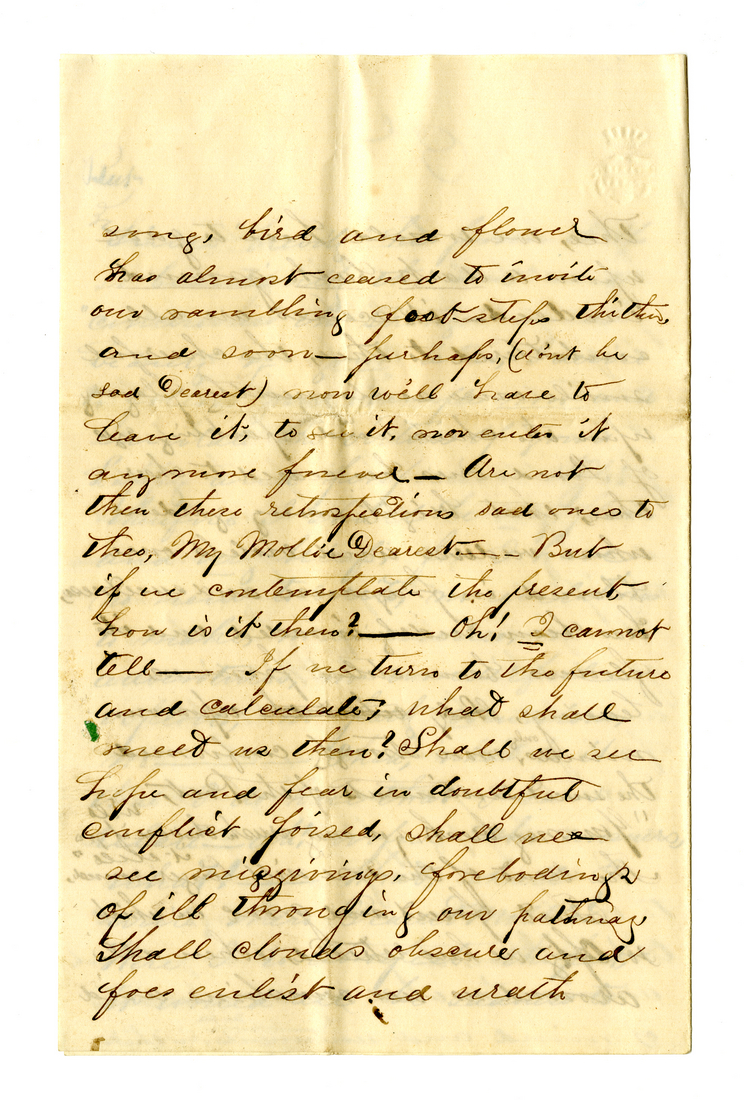 song, bird and flower
has almost ceased to invite
our rambling foot-steps thither,
and soon — perhaps, (don't be
sad Dearest) now we'll have to
leave it, to see it, nor enter it
anymore forever — Are not
then these retrospections sad ones to
thee, My Mollie Dearest. — - But
if we contemplate the present,
how is it then? — Oh! I cannot
tell — If we turn to the future
and calculate; what shall
meet us then? Shall we see
hope and fear in doubtful
conflict poised, shall we
see misgivings, forebodings
of ill thronging our pathway
Shall clouds obscure and
foes enlist and wrath